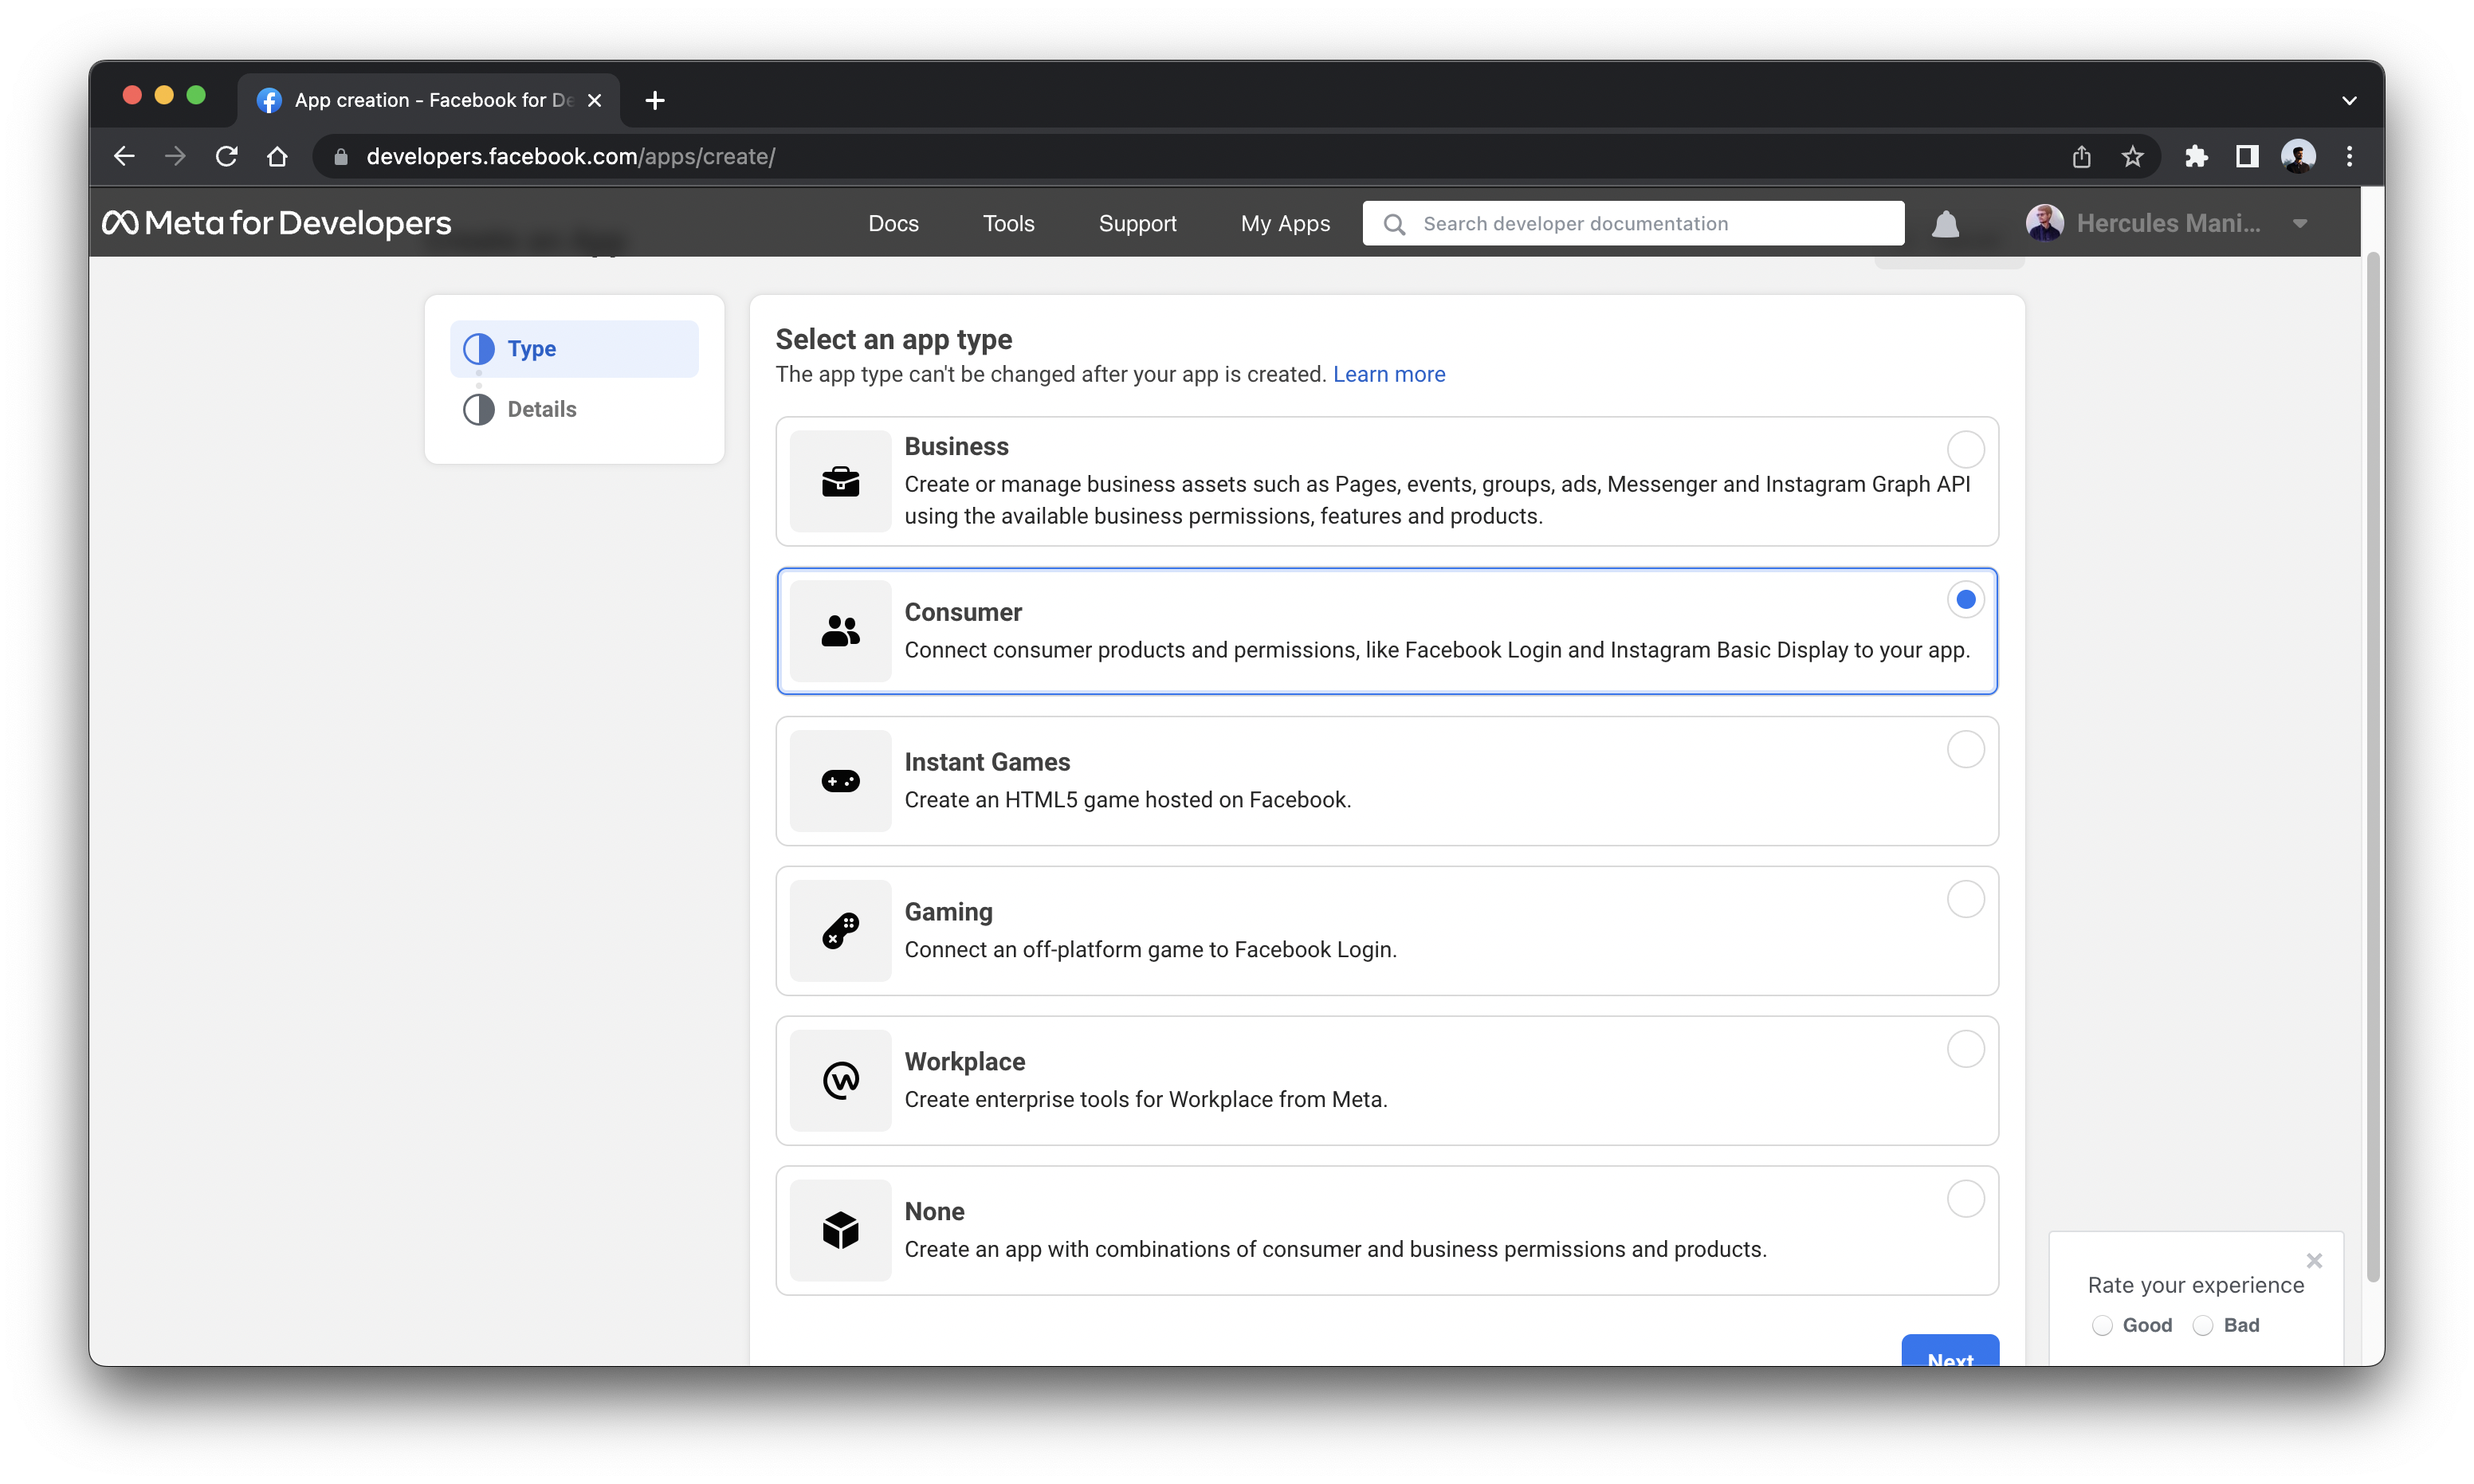 App creation - Facebook for De
developers.facebook.com/apps/create/
Meta for Developers
Docs
Tools
Support
My Apps
Search developer documentation
Hercules Mani...
Type
Details
Select an app type
The app type can't be changed after your app is created. Learn more
Business
Create or manage business assets such as Pages, events, groups, ads, Messenger and Instagram Graph API
using the available business permissions, features and products.
Consumer
Connect consumer products and permissions, like Facebook Login and Instagram Basic Display to your app.
Instant Games
Create an HTML5 game hosted on Facebook.
Gaming
Connect an off-platform game to Facebook Login.
Workplace
Create enterprise tools for Workplace from Meta.
None
Create an app with combinations of consumer and business permissions and products.
Next
Rate your experience
Good
Bad